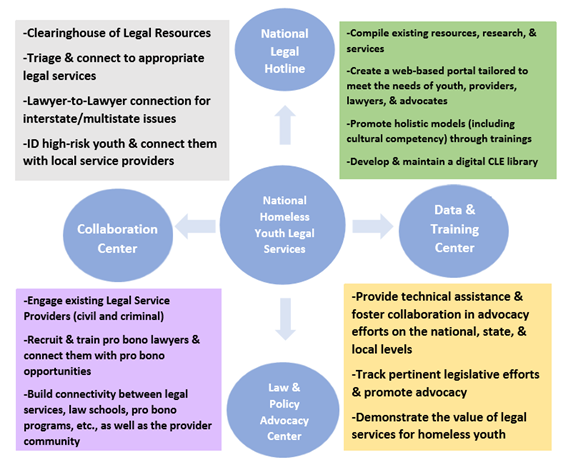 -Clearinghouse of Legal Resources
-Triage & connect to appropriate
legal services
-Lawyer-to-Lawyer connection for
interstate/multistate issues
-ID high-risk youth & connect them
with local service providers
National
Legal
Hotline
-Compile existing resources, research, &
services
-Create a web-based portal tailored to
meet the needs of youth, providers,
lawyers, & advocates
-Promote holistic models (including
cultural competency) through trainings
-Develop & maintain a digital CLE library
Collaboration
Center
National
Homeless
Youth Legal
Services
Data &
Training
Center
-Engage existing Legal Service
Providers (civil and criminal)
-Recruit & train pro bono lawyers &
connect them with pro bono
opportunities
-Build connectivity between legal
services, law schools, pro bono
programs, etc., as well as the provider
community
Law &
Policy
Advocacy
Center
-Provide technical assistance &
foster collaboration in advocacy
efforts on the national, state, &
local levels
-Track pertinent legislative efforts
& promote advocacy
-Demonstrate the value of legal
services for homeless youth